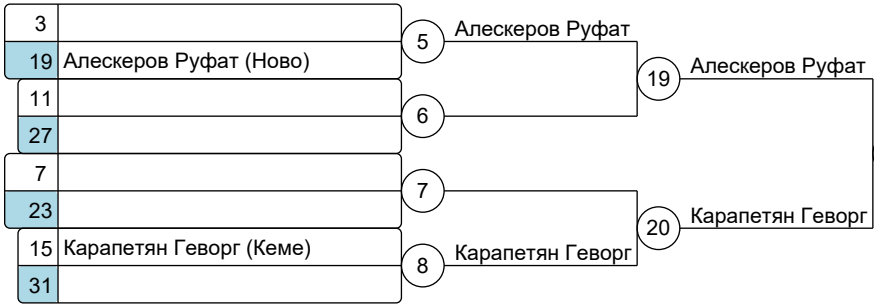 3
19 Алескеров Руфат (Ново)
11
27
7
23
15 Карапетян Геворг (Кеме)
31
5 Алескеров Руфат
6
7
8 Карапетян Геворг
19 Алескеров Руфат
20 Карапетян Геворг